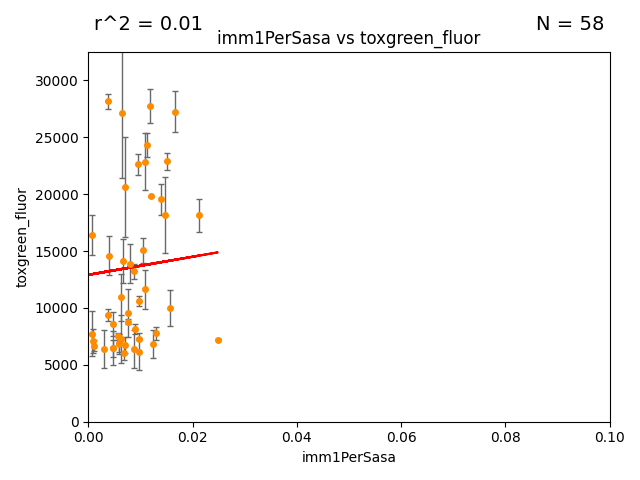 r^2 = 0.01
N = 58
imm1PerSasa vs toxgreen_fluor
toxgreen_fluor
30000
25000
20000
15000
10000
5000
0
0.00 0.02 0.04 0.06 0.08 0.10
imm1PerSasa